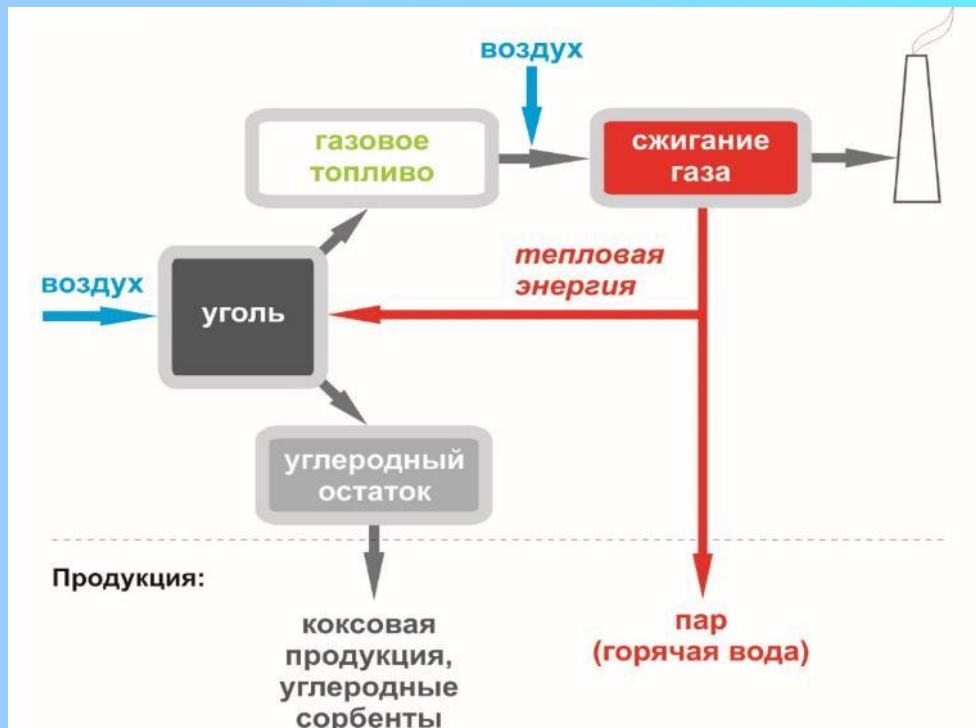 воздух
газовое
топливо
сжигание
газа
тепловая
энергия
воздух
уголь
углеродный
остаток
Продукция:
коксовая
продукция,
углеродные
сорбенты
пар
(горячая вода)